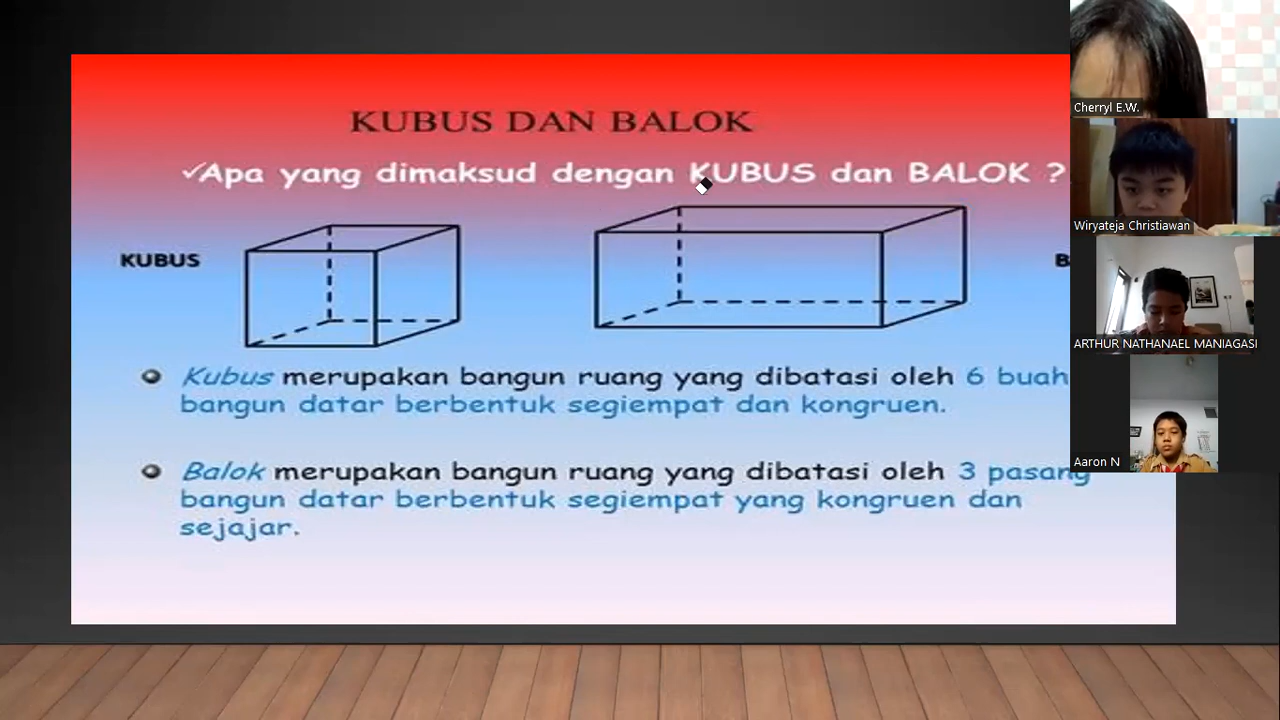 KUBUS DAN BALOK
✓Apa yang dimaksud dengan KUBUS dan BALOK ?
KUBUS
B
Kubus merupakan bangun ruang yang dibatasi oleh 6 buah
bangun datar berbentuk segiempat dan kongruen.
Balok merupakan bangun ruang yang dibatasi oleh 3 pasang
bangun datar berbentuk segiempat yang kongruen dan
sejajar.
Cherryl E.W.
Wiryateja Christiawan
ARTHUR NATHANAEL MANIAGASI
Aaron N